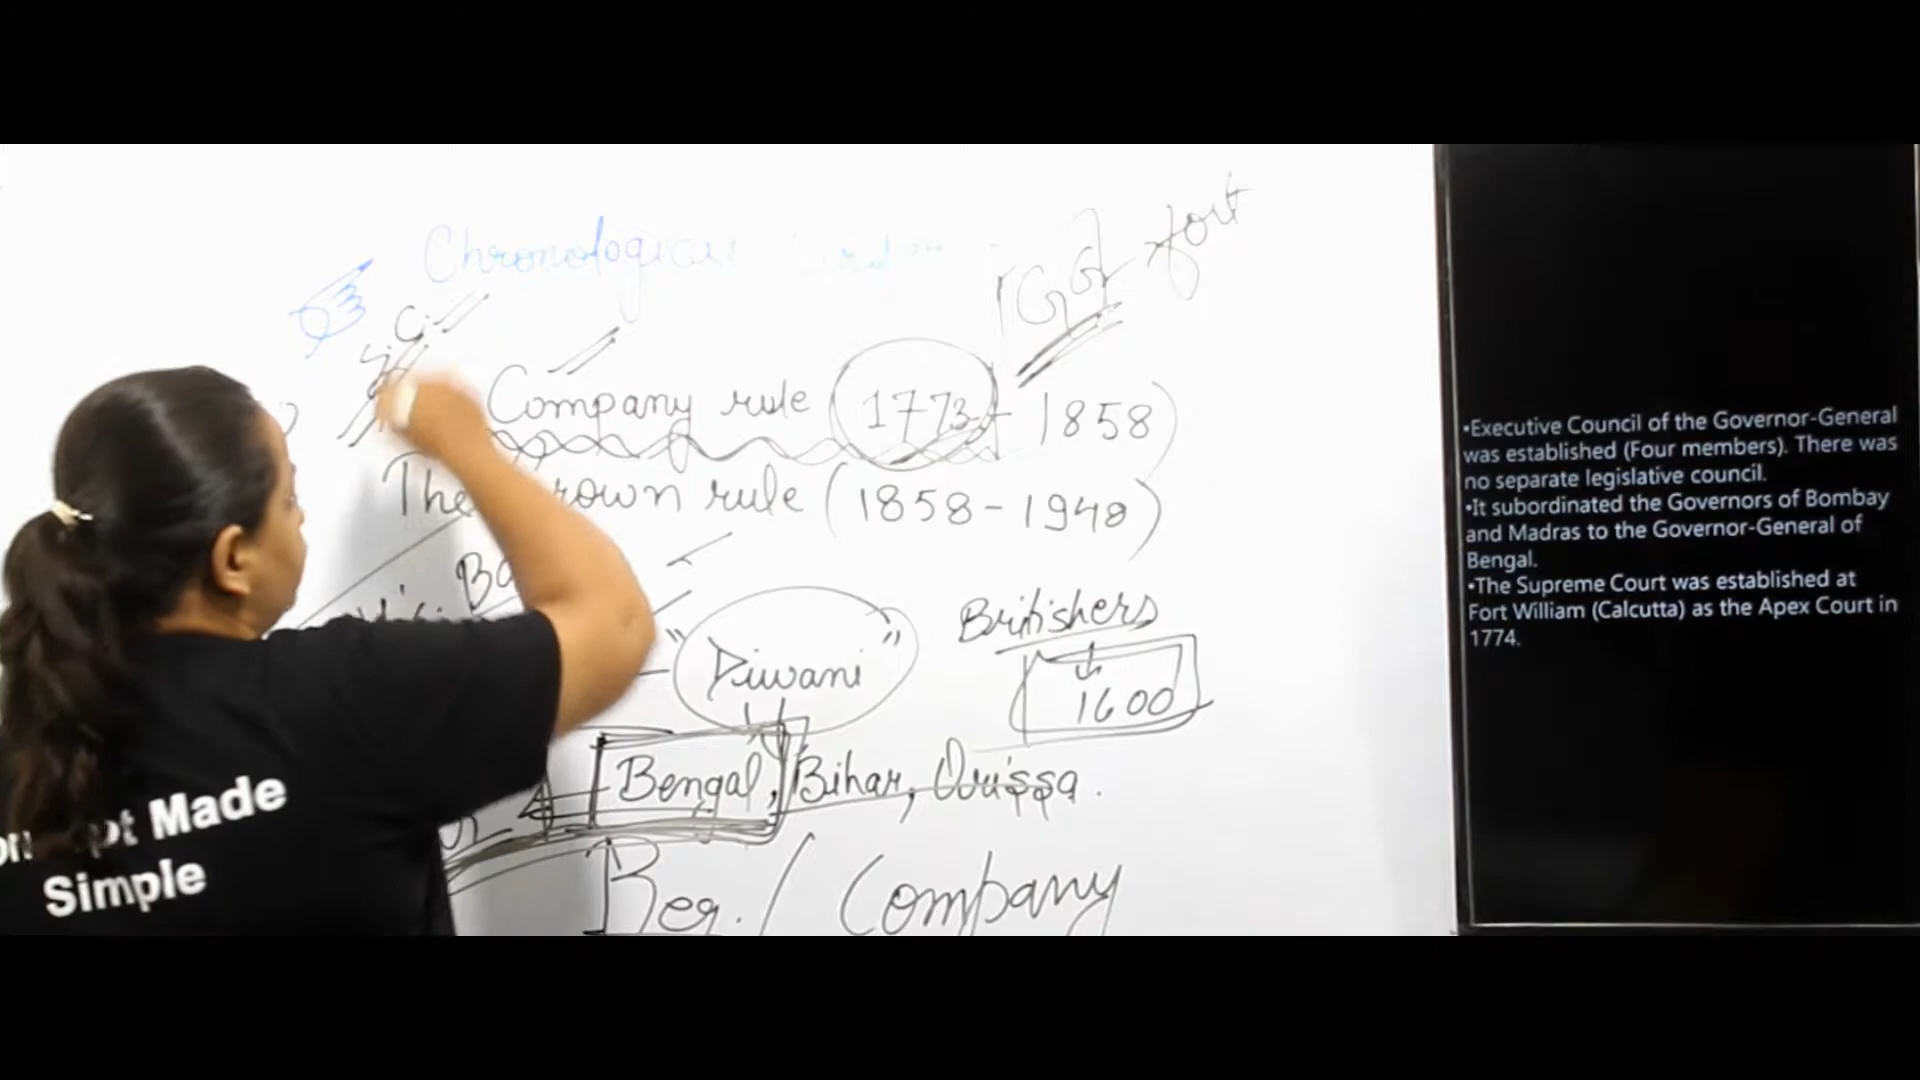 Chronological
GG
fort
Company rule (1773 - 1858)
The Crown rule (1858 - 1948)
"Diwani"
Britishers
1600
Bengal, Bihar, Orissa.
Reg. / Company
pt Made
Simple
•Executive Council of the Governor-General
was established (Four members). There was
no separate legislative council.
•It subordinated the Governors of Bombay
and Madras to the Governor-General of
Bengal.
•The Supreme Court was established at
Fort William (Calcutta) as the Apex Court in
1774.